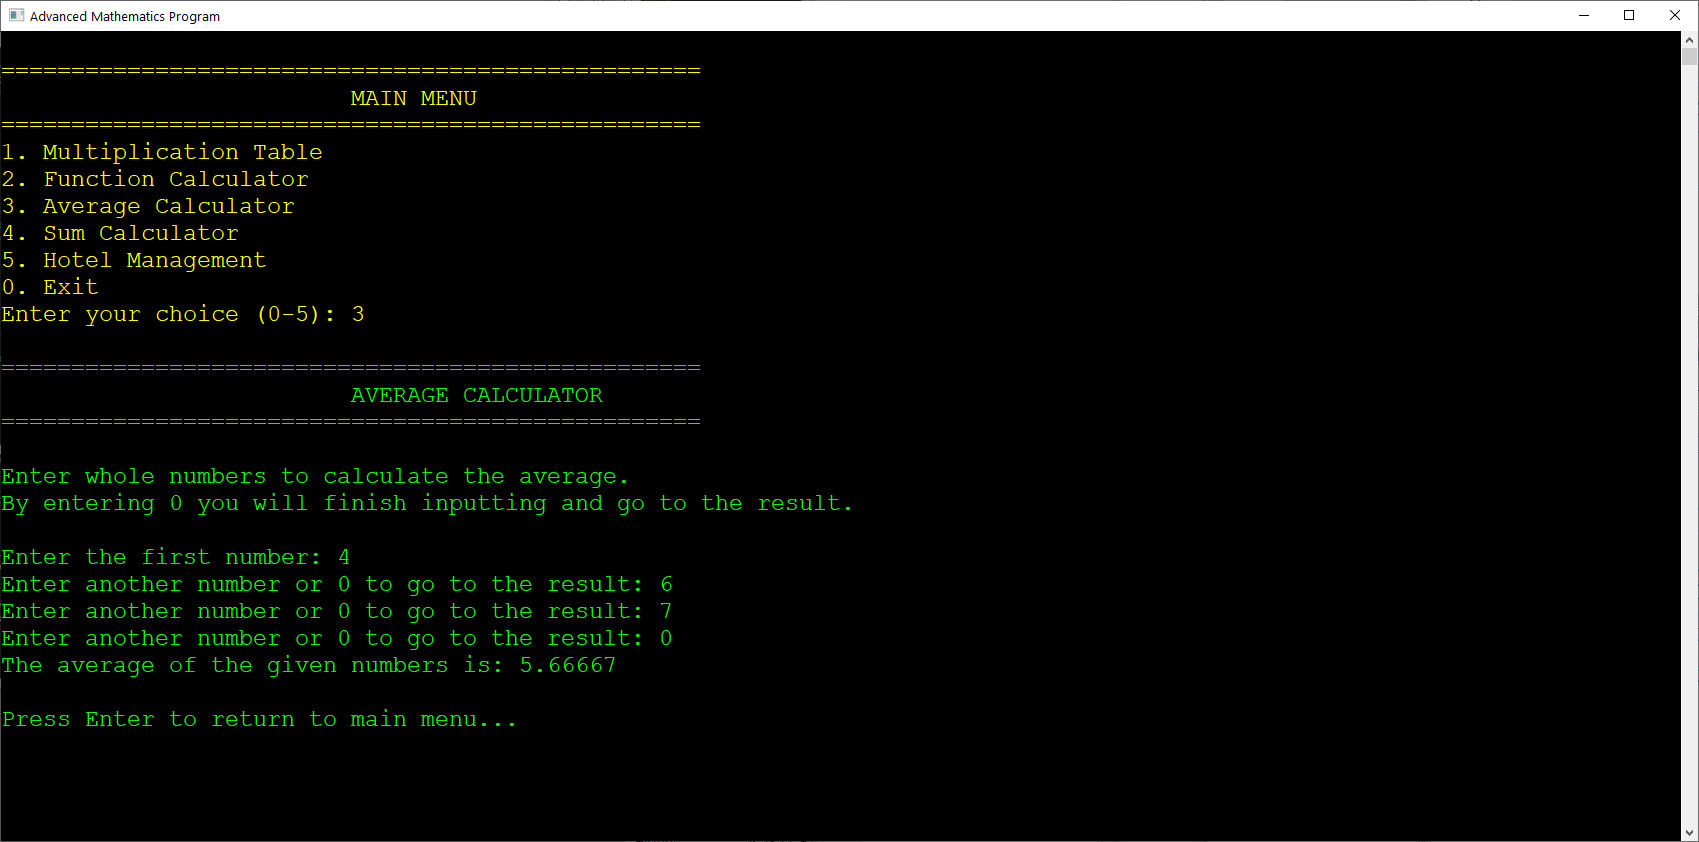 Advanced Mathematics Program
==================================================
MAIN MENU
==================================================
1. Multiplication Table
2. Function Calculator
3. Average Calculator
4. Sum Calculator
5. Hotel Management
0. Exit
Enter your choice (0-5): 3
==================================================
AVERAGE CALCULATOR
==================================================
Enter whole numbers to calculate the average.
By entering 0 you will finish inputting and go to the result.
Enter the first number: 4
Enter another number or 0 to go to the result: 6
Enter another number or 0 to go to the result: 7
Enter another number or 0 to go to the result: 0
The average of the given numbers is: 5.66667
Press Enter to return to main menu...